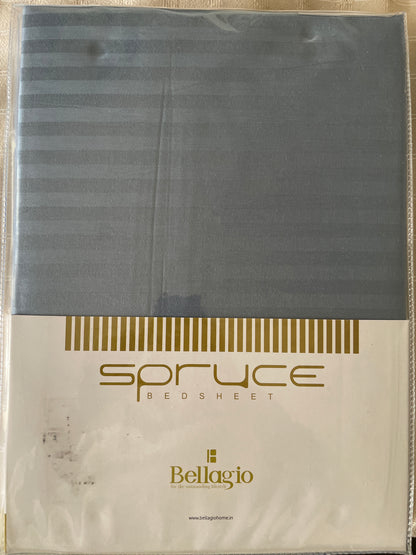 spruce
BEDSHEET
Bellagio
for the outstanding lifestyle
www.bellagiohome.in